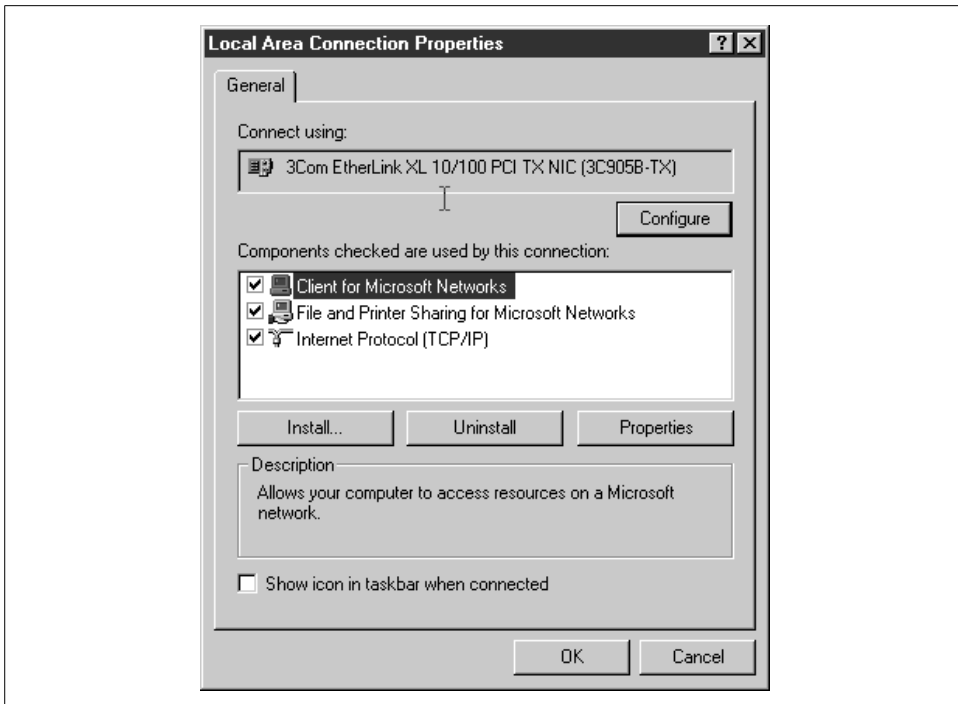 Local Area Connection Properties
General
Connect using:
3Com EtherLink XL 10/100 PCI TX NIC (3C905B-TX)
Configure
Components checked are used by this connection:
Client for Microsoft Networks
File and Printer Sharing for Microsoft Networks
Internet Protocol (TCP/IP)
Install...
Uninstall
Properties
Description
Allows your computer to access resources on a Microsoft
network.
Show icon in taskbar when connected
OK
Cancel